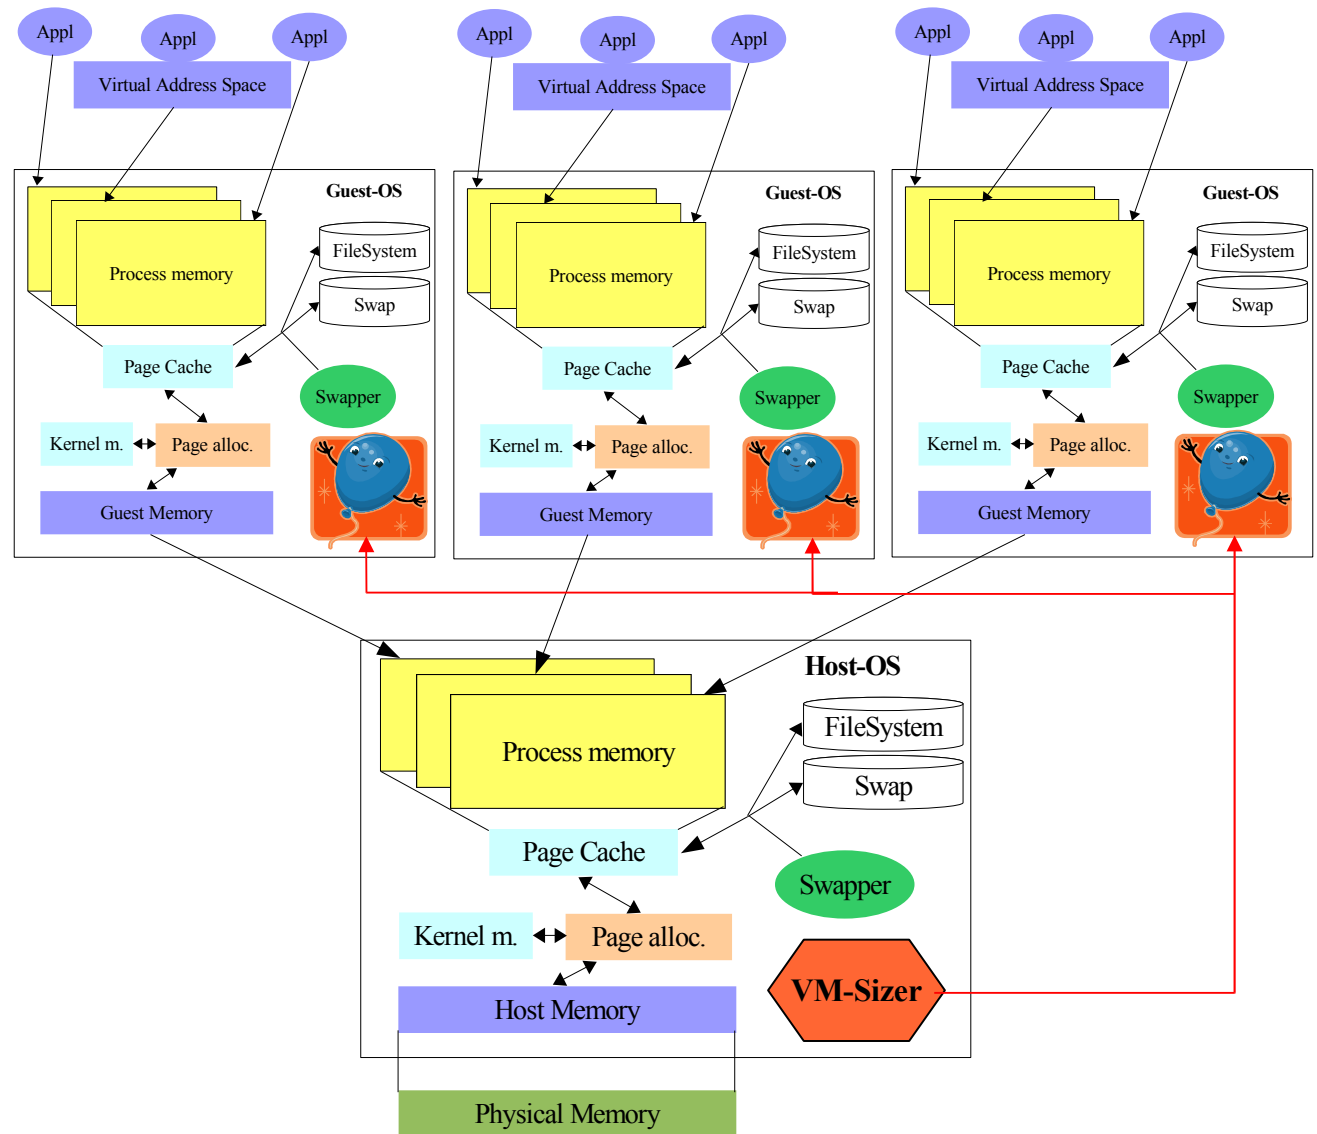 Appl
Appl
Appl
Virtual Address Space
Guest-OS
FileSystem
Process memory
Swap
Page Cache
Swapper
Kernel m.
Page alloc.
Guest Memory
Appl
Appl
Appl
Virtual Address Space
Guest-OS
FileSystem
Process memory
Swap
Page Cache
Swapper
Kernel m.
Page alloc.
Guest Memory
Appl
Appl
Appl
Virtual Address Space
Guest-OS
FileSystem
Process memory
Swap
Page Cache
Swapper
Kernel m.
Page alloc.
Guest Memory
Host-OS
FileSystem
Process memory
Swap
Page Cache
Swapper
Kernel m.
Page alloc.
VM-Sizer
Host Memory
Physical Memory